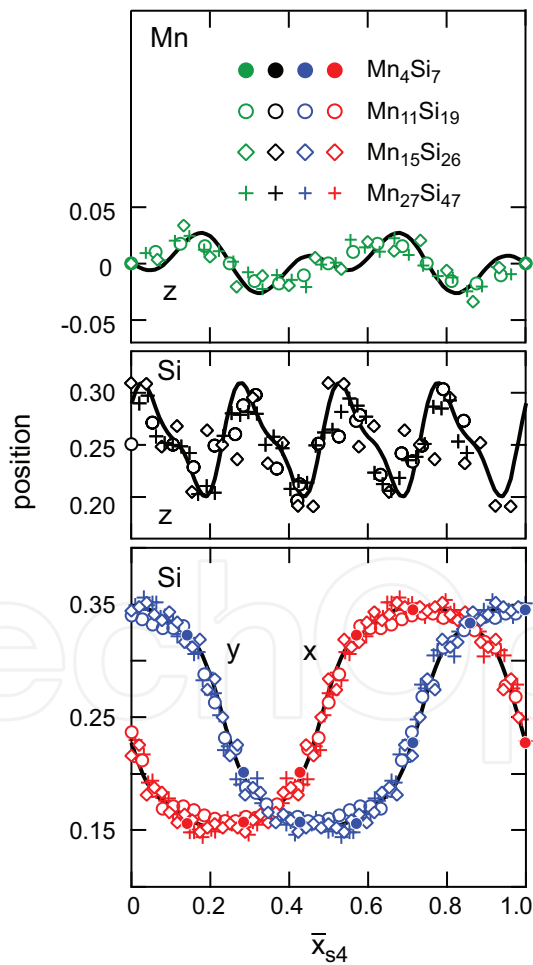 Mn
Mn₄Si₇
Mn₁₁Si₁₉
Mn₁₅Si₂₆
Mn₂₇Si₄₇
0.05
0
-0.05
z
Si
0.30
0.25
0.20
z
position
Si
0.35
0.25
0.15
y
x
0 0.2 0.4 0.6 0.8 1.0
x̄ₛ₄